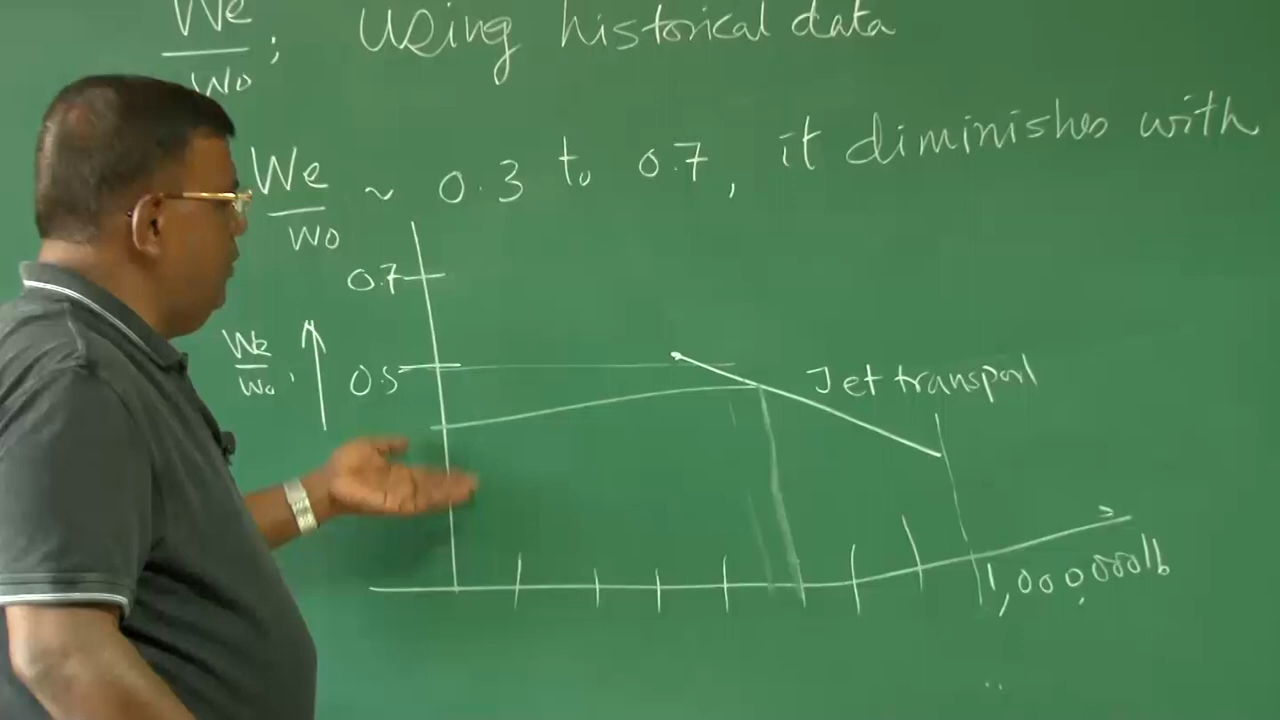 We/Wo; using historical data
We/Wo ~ 0.3 to 0.7, it diminishes with
0.7
We/Wo. 0.5
Jet transport
1,000,000lb